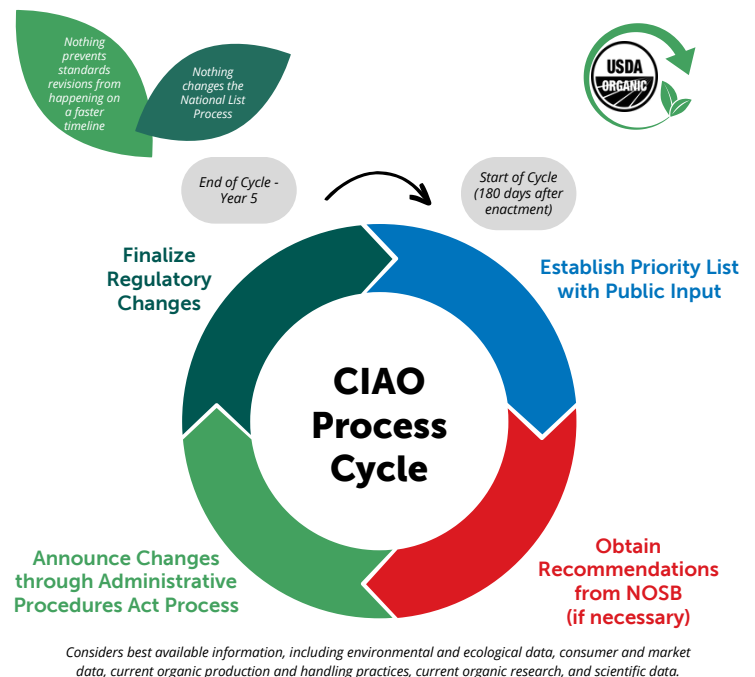 Nothing
prevents
standards
revisions from
happening on
a faster
timeline
Nothing
changes the
National List
Process
USDA
ORGANIC
End of Cycle -
Year 5
Start of Cycle
(180 days after
enactment)
Finalize
Regulatory
Changes
Establish Priority List
with Public Input
CIAO
Process
Cycle
Announce Changes
through Administrative
Procedures Act Process
Obtain
Recommendations
from NOSB
(if necessary)
Considers best available information, including environmental and ecological data, consumer and market
data, current organic production and handling practices, current organic research, and scientific data.